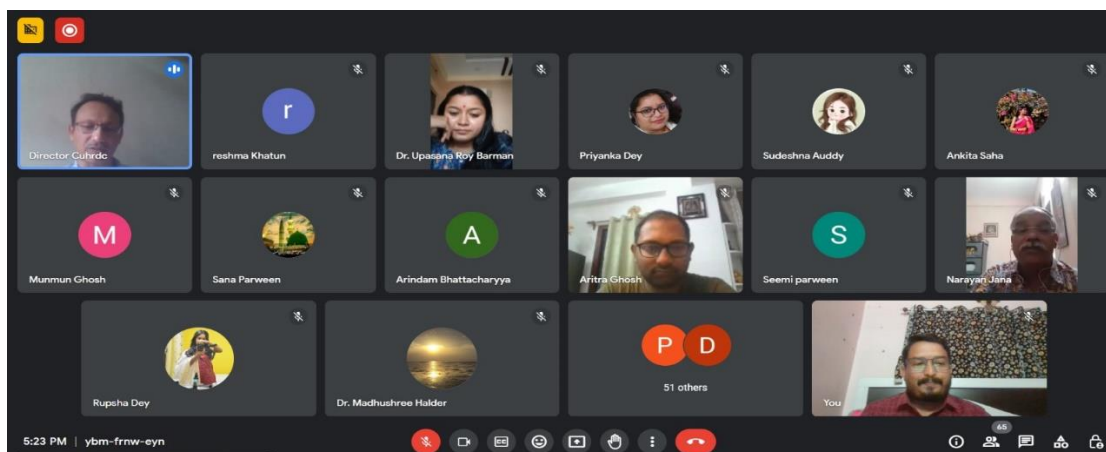 Director Cuhrdc
r
reshma Khatun
Dr. Upasana Roy Barman
Priyanka Dey
Sudeshna Auddy
Ankita Saha
M
Munmun Ghosh
Sana Parween
A
Arindam Bhattacharyya
Aritra Ghosh
S
Seemi parween
Narayan Jana
Rupsha Dey
Dr. Madhushree Halder
P D
51 others
You
5:23 PM | ybm-frnw-eyn
CC
65